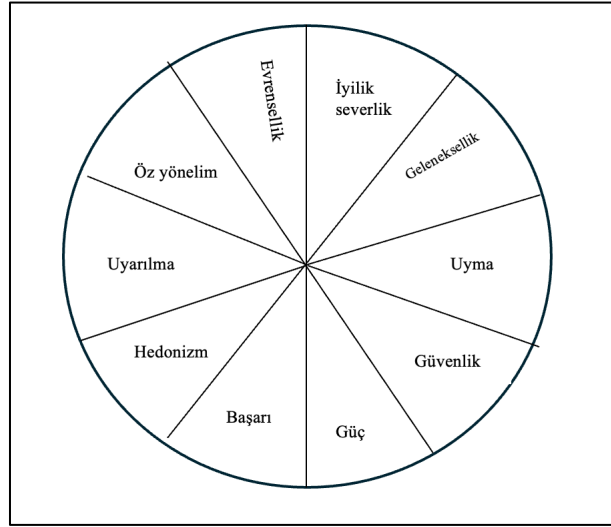 Evrensellik
İyilik
severlik
Geleneksellik
Öz yönelim
Uyarılma
Uyma
Hedonizm
Güvenlik
Başarı
Güç